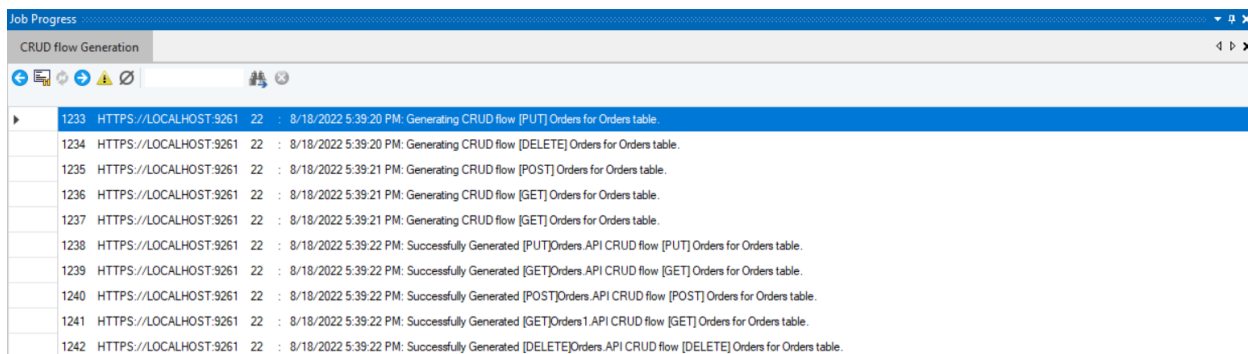 Job Progress
CRUD flow Generation
1233 HTTPS://LOCALHOST:9261 22 : 8/18/2022 5:39:20 PM: Generating CRUD flow [PUT] Orders for Orders table.
1234 HTTPS://LOCALHOST:9261 22 : 8/18/2022 5:39:20 PM: Generating CRUD flow [DELETE] Orders for Orders table.
1235 HTTPS://LOCALHOST:9261 22 : 8/18/2022 5:39:21 PM: Generating CRUD flow [POST] Orders for Orders table.
1236 HTTPS://LOCALHOST:9261 22 : 8/18/2022 5:39:21 PM: Generating CRUD flow [GET] Orders for Orders table.
1237 HTTPS://LOCALHOST:9261 22 : 8/18/2022 5:39:21 PM: Generating CRUD flow [GET] Orders for Orders table.
1238 HTTPS://LOCALHOST:9261 22 : 8/18/2022 5:39:22 PM: Successfully Generated [PUT]Orders.API CRUD flow [PUT] Orders for Orders table.
1239 HTTPS://LOCALHOST:9261 22 : 8/18/2022 5:39:22 PM: Successfully Generated [GET]Orders.API CRUD flow [GET] Orders for Orders table.
1240 HTTPS://LOCALHOST:9261 22 : 8/18/2022 5:39:22 PM: Successfully Generated [POST]Orders.API CRUD flow [POST] Orders for Orders table.
1241 HTTPS://LOCALHOST:9261 22 : 8/18/2022 5:39:22 PM: Successfully Generated [GET]Orders1.API CRUD flow [GET] Orders for Orders table.
1242 HTTPS://LOCALHOST:9261 22 : 8/18/2022 5:39:22 PM: Successfully Generated [DELETE]Orders.API CRUD flow [DELETE] Orders for Orders table.